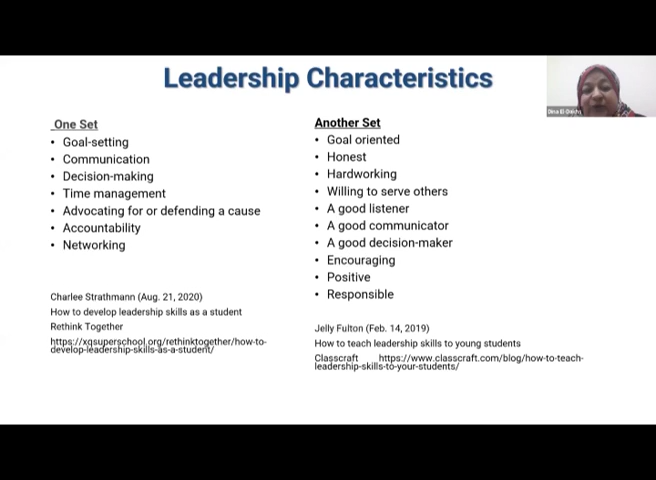 Leadership Characteristics
One Set
• Goal-setting
• Communication
• Decision-making
• Time management
• Advocating for or defending a cause
• Accountability
• Networking
Charlee Strathmann (Aug. 21, 2020)
How to develop leadership skills as a student
Rethink Together
https://xqsuperschool.org/rethinktogether/how-to-
develop-leadership-skills-as-a-student/
Another Set
• Goal oriented
• Honest
• Hardworking
• Willing to serve others
• A good listener
• A good communicator
• A good decision-maker
• Encouraging
• Positive
• Responsible
Jelly Fulton (Feb. 14, 2019)
How to teach leadership skills to young students
Classcraft https://www.classcraft.com/blog/how-to-teach-
leadership-skills-to-your-students/